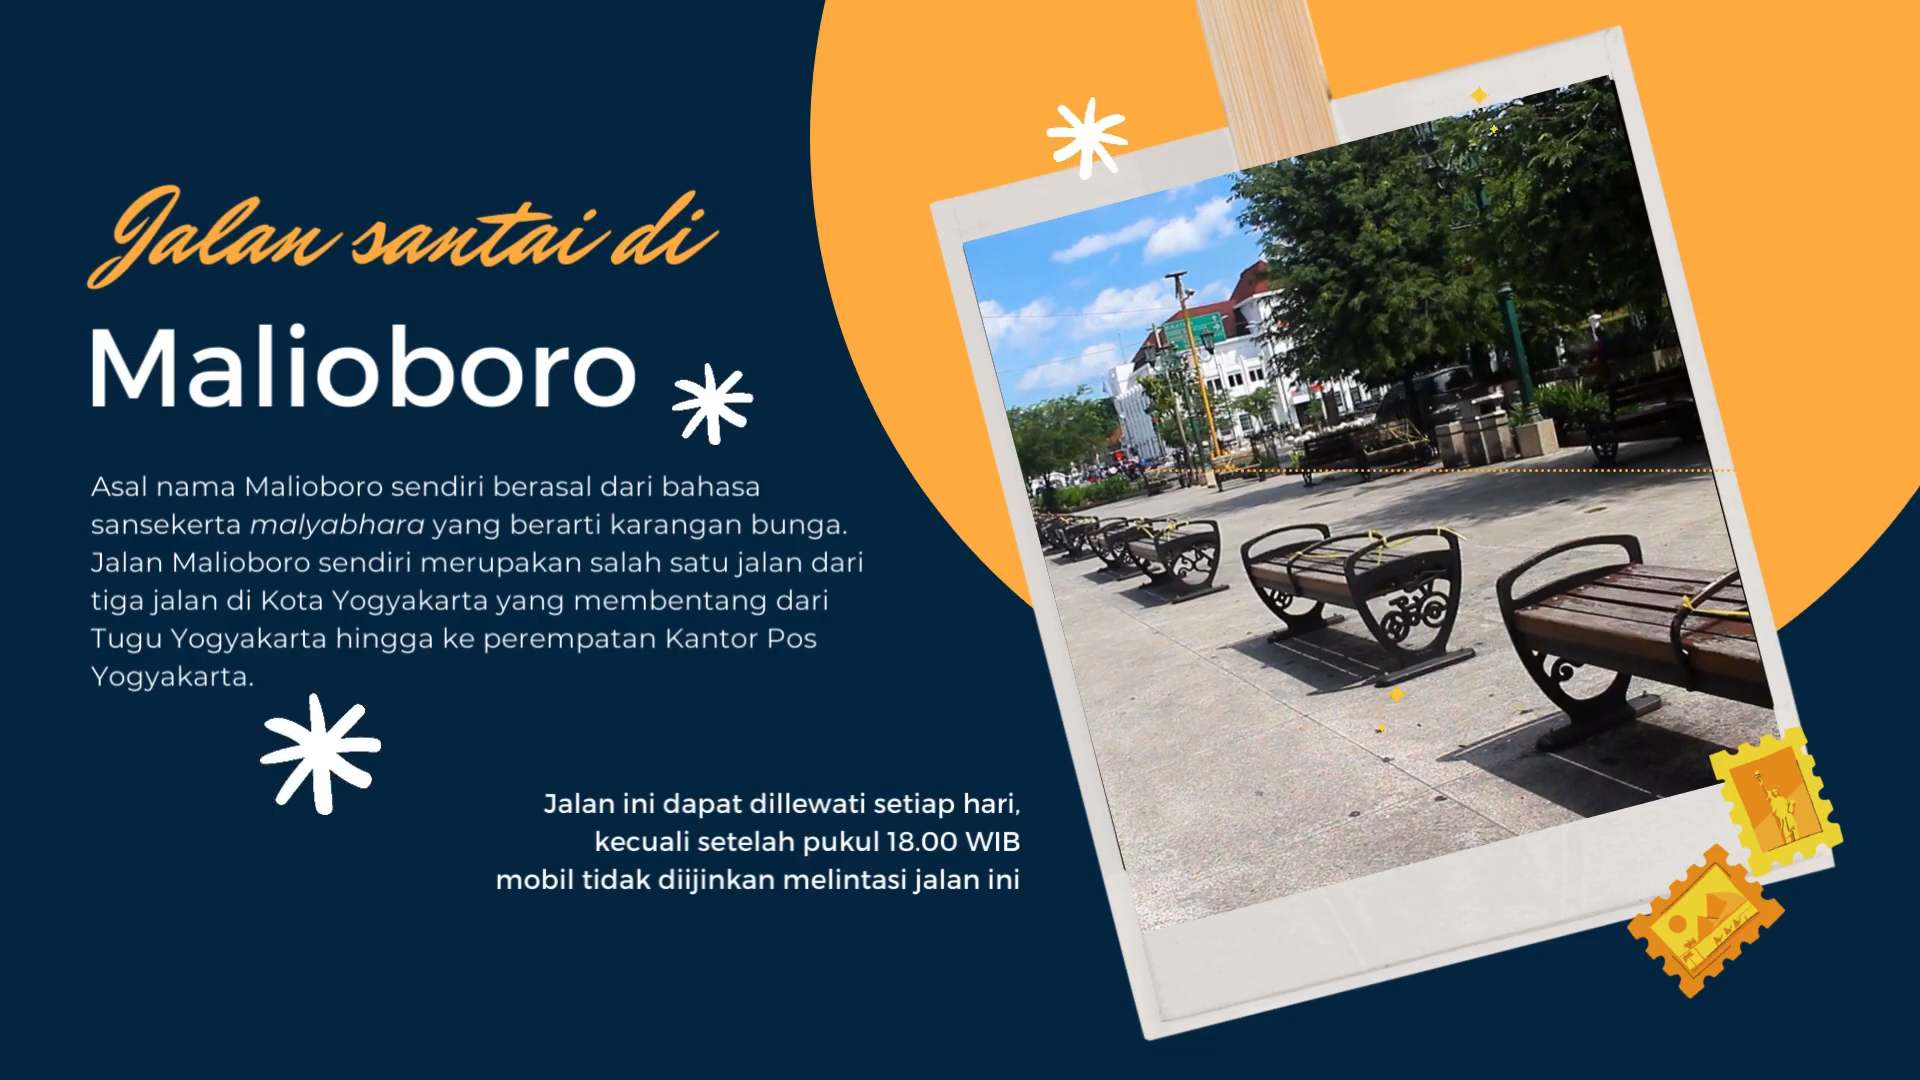 Jalan santai di
Malioboro
Asal nama Malioboro sendiri berasal dari bahasa
sansekerta malyabhara yang berarti karangan bunga.
Jalan Malioboro sendiri merupakan salah satu jalan dari
tiga jalan di Kota Yogyakarta yang membentang dari
Tugu Yogyakarta hingga ke perempatan Kantor Pos
Yogyakarta.
Jalan ini dapat dillewati setiap hari,
kecuali setelah pukul 18.00 WIB
mobil tidak diijinkan melintasi jalan ini